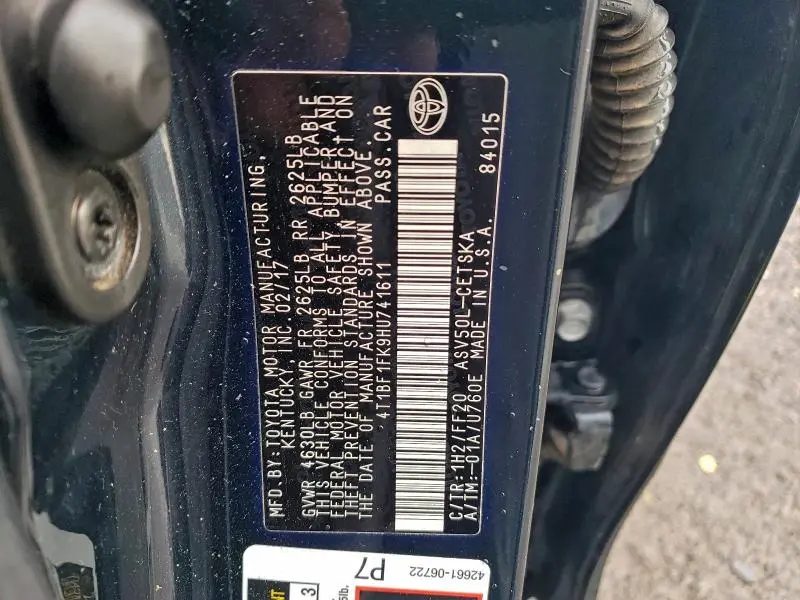 MFD. BY: TOYOTA MOTOR MANUFACTURING,
KENTUCKY, INC. 02/17
GVWR 4630LB GAWR FR 2625LB RR 2625LB
THIS VEHICLE CONFORMS TO ALL APPLICABLE
FEDERAL MOTOR VEHICLE SAFETY, BUMPER AND
THEFT PREVENTION STANDARDS IN EFFECT ON
THE DATE OF MANUFACTURE SHOWN ABOVE.
4T1BF1FK9HU741611 PASS.CAR
C/TR: 1H2/FF20 ASV50L-CETSKA
A/TM: -01A/U760E MADE IN U.S.A. 84015
42661-06722
P7
3